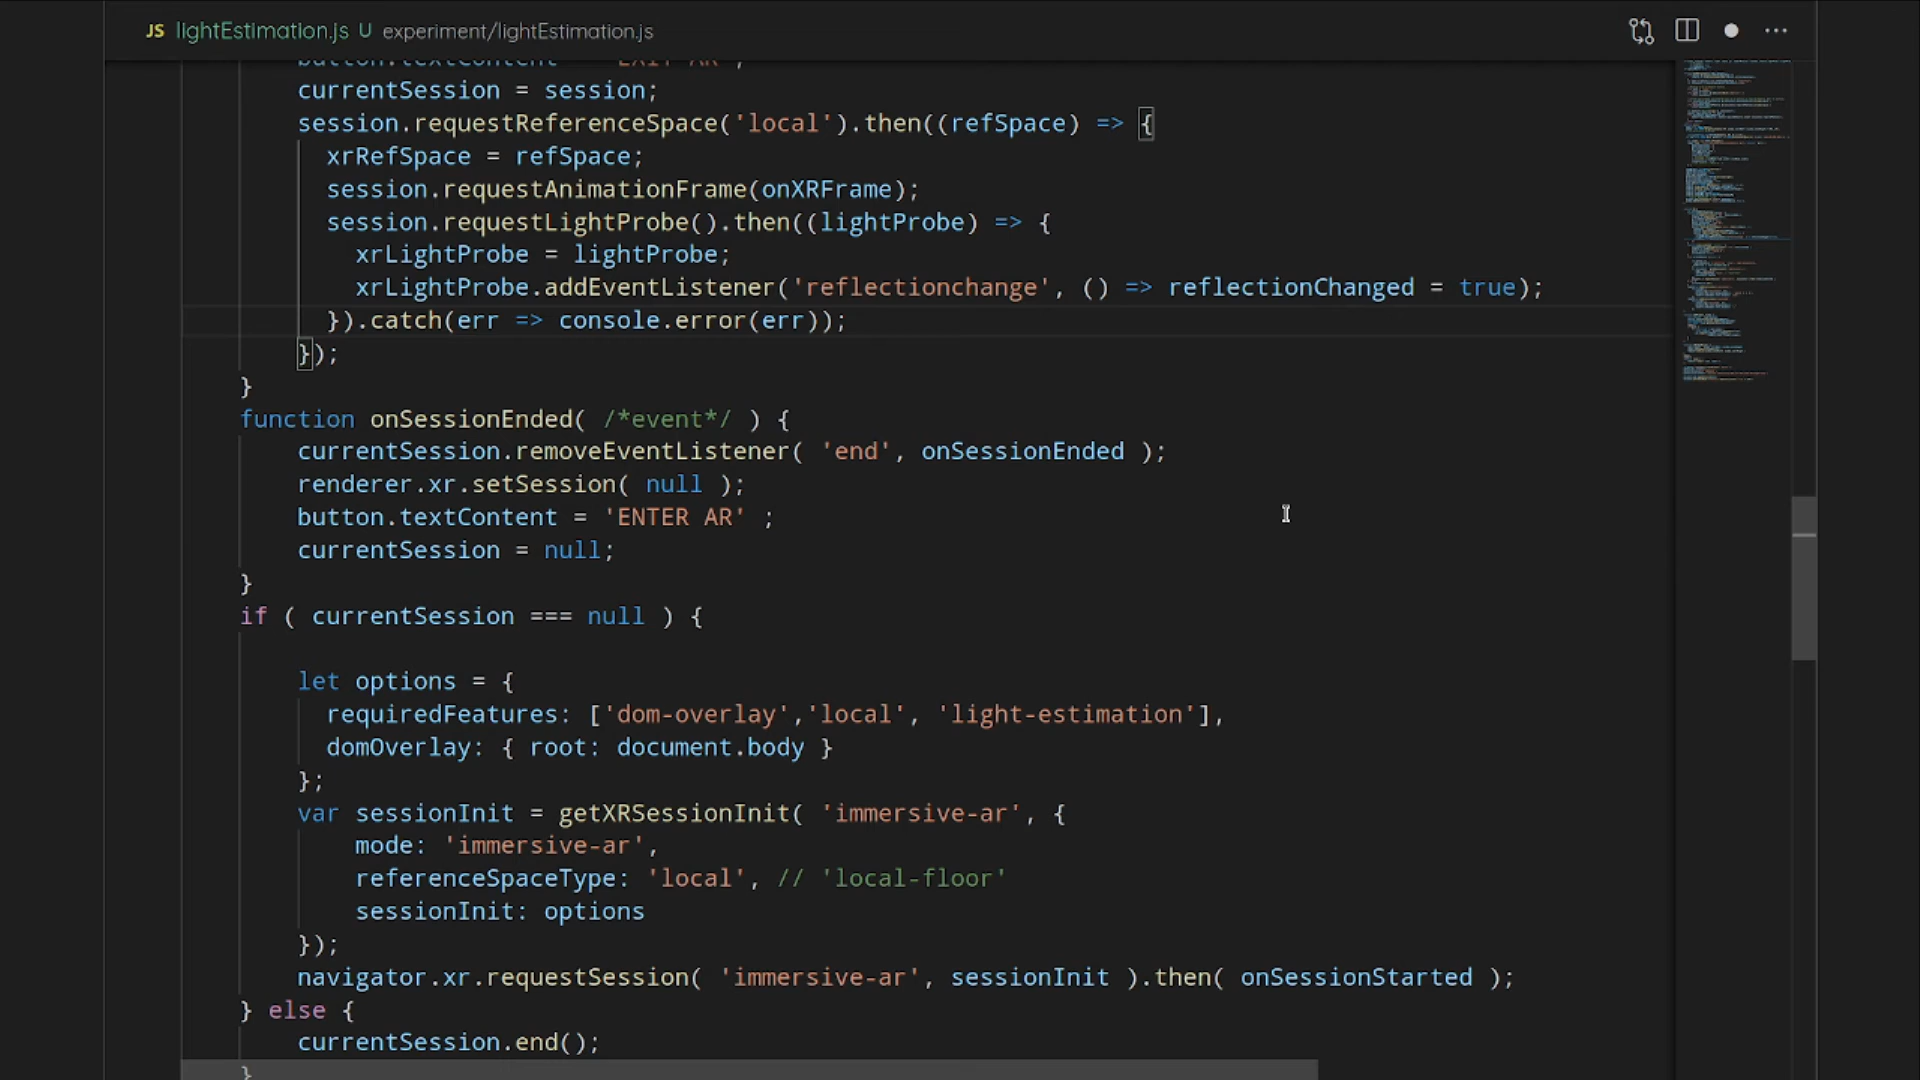 JS lightEstimation.js U experiment/lightEstimation.js
button.textContent = 'EXIT AR' ;
currentSession = session;
session.requestReferenceSpace('local').then((refSpace) => {
xrRefSpace = refSpace;
session.requestAnimationFrame(onXRFrame);
session.requestLightProbe().then((lightProbe) => {
xrLightProbe = lightProbe;
xrLightProbe.addEventListener('reflectionchange', () => reflectionChanged = true);
}).catch(err => console.error(err));
});
}
function onSessionEnded( /*event*/ ) {
currentSession.removeEventListener( 'end', onSessionEnded );
renderer.xr.setSession( null );
button.textContent = 'ENTER AR' ;
currentSession = null;
}
if ( currentSession === null ) {
let options = {
requiredFeatures: ['dom-overlay','local', 'light-estimation'],
domOverlay: { root: document.body }
};
var sessionInit = getXRSessionInit( 'immersive-ar', {
mode: 'immersive-ar',
referenceSpaceType: 'local', // 'local-floor'
sessionInit: options
});
navigator.xr.requestSession( 'immersive-ar', sessionInit ).then( onSessionStarted );
} else {
currentSession.end();
}